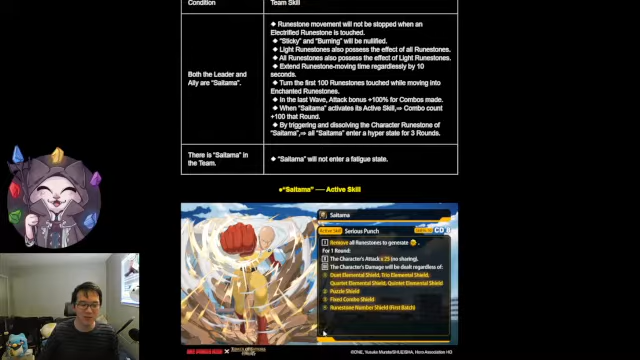 Condition
Team Skill
Both the Leader and
Ally are "Saitama".
◆ Runestone movement will not be stopped when an
Electrified Runestone is touched.
◆ "Sticky" and "Burning" will be nullified.
◆ Light Runestones also possess the effect of all Runestones.
◆ All Runestones also possess the effect of Light Runestones.
◆ Extend Runestone-moving time regardlessly by 10
seconds.
◆ Turn the first 100 Runestones touched while moving into
Enchanted Runestones.
◆ In the last Wave, Attack bonus +100% for Combos made.
◆ When "Saitama" activates its Active Skill,⇒ Combo count
+100 that Round.
◆ By triggering and dissolving the Character Runestone of
"Saitama",⇒ all "Saitama" enter a hyper state for 3 Rounds.
There is "Saitama" in
the Team.
◆ "Saitama" will not enter a fatigue state.
"Saitama" ── Active Skill
Saitama
Active Skill Serious Punch CD 8
Remove all Runestones to generate
For 1 Round:
The Character's Attack x 25 (no sharing).
The Character's Damage will be dealt regardless of:
Duet Elemental Shield, Trio Elemental Shield,
Quartet Elemental Shield, Quintet Elemental Shield
Puzzle Shield
Fixed Combo Shield
Runestone Number Shield (First Batch)
ONE PUNCH MAN
©ONE, Yusuke Murata/SHUEISHA, Hero Association HQ